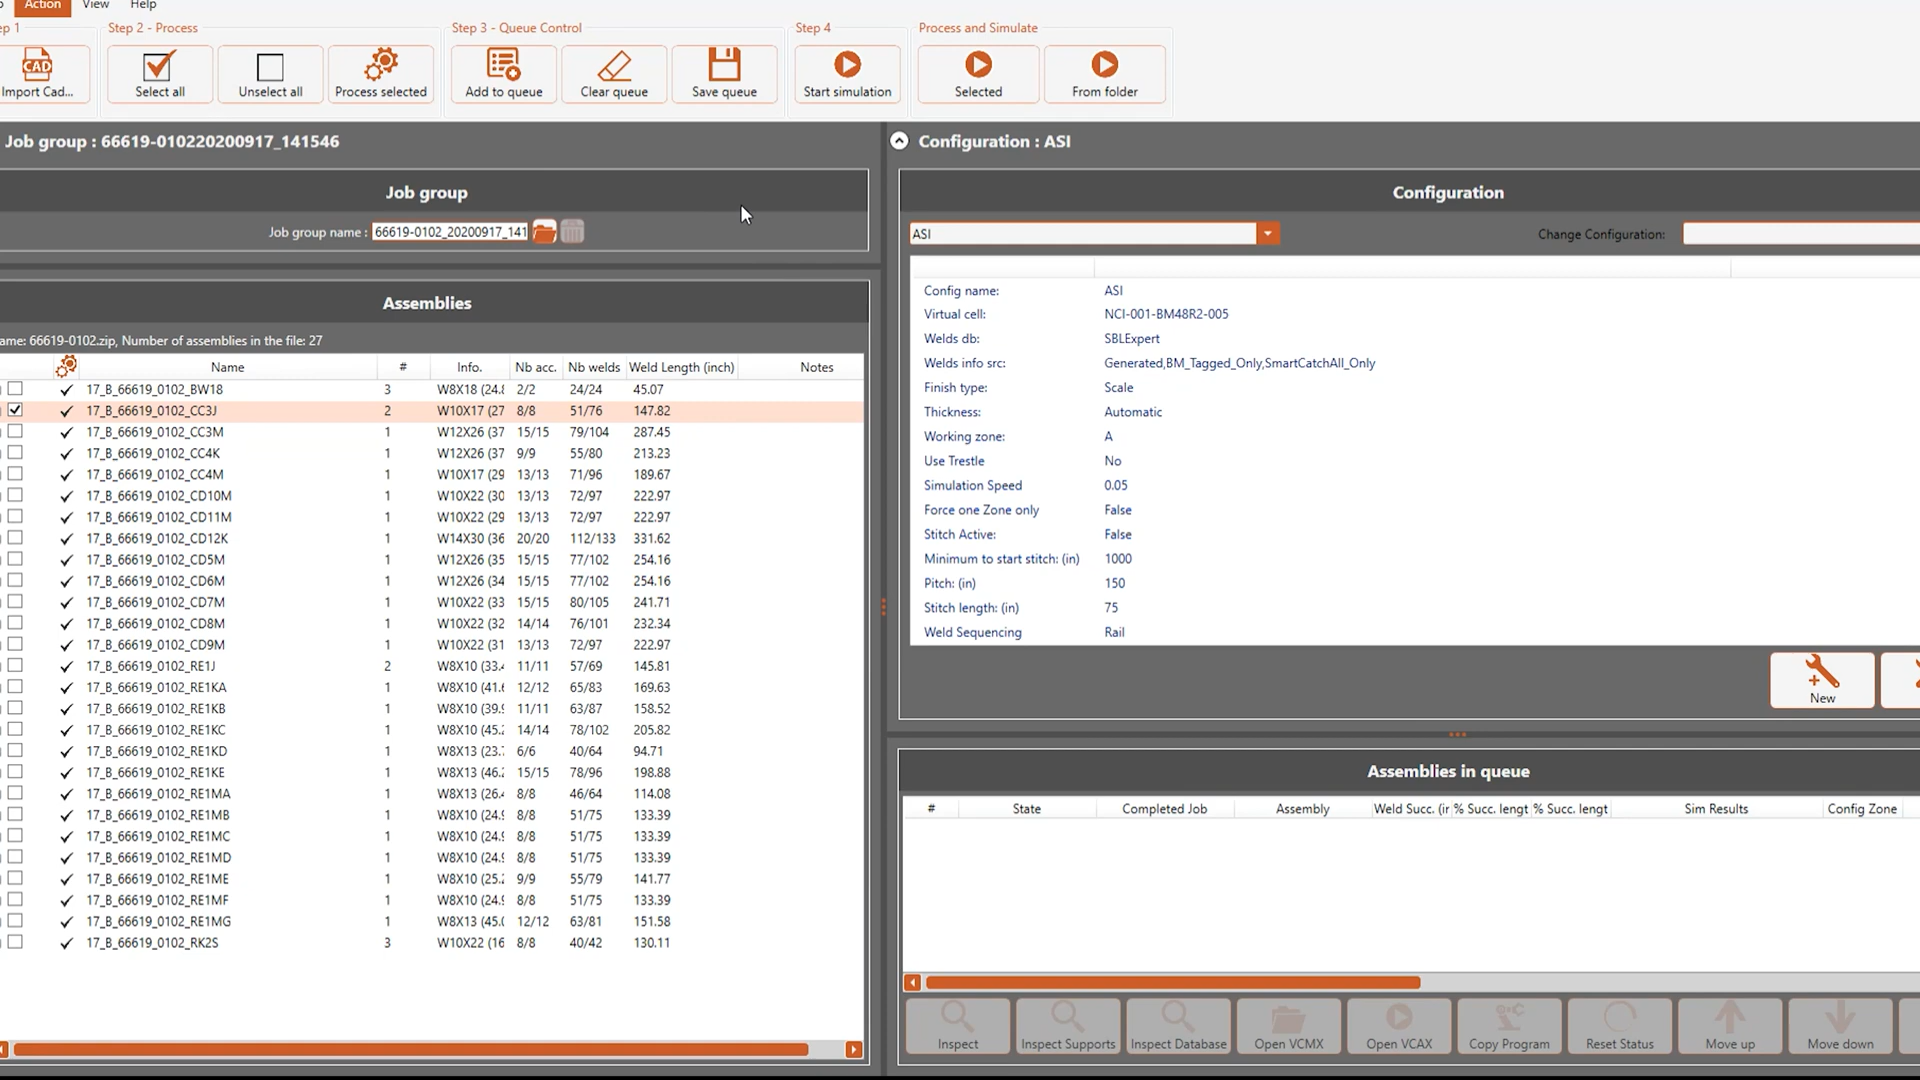 Action View Help
Step 2 - Process Step 3 - Queue Control Step 4 Process and Simulate
Import Cad... Select all Unselect all Process selected Add to queue Clear queue Save queue Start simulation Selected From folder
Job group : 66619-010220200917_141546
Job group
Job group name : 66619-0102_20200917_141
Assemblies
ame: 66619-0102.zip, Number of assemblies in the file: 27
Name # Info. Nb acc. Nb welds Weld Length (inch) Notes
17_B_66619_0102_BW18 3 W8X18 (24.8 2/2 24/24 45.07
17_B_66619_0102_CC3J 2 W10X17 (27 8/8 51/76 147.82
17_B_66619_0102_CC3M 1 W12X26 (37 15/15 79/104 287.45
17_B_66619_0102_CC4K 1 W12X26 (37 9/9 55/80 213.23
17_B_66619_0102_CC4M 1 W10X17 (29 13/13 71/96 189.67
17_B_66619_0102_CD10M 1 W10X22 (30 13/13 72/97 222.97
17_B_66619_0102_CD11M 1 W10X22 (29 13/13 72/97 222.97
17_B_66619_0102_CD12K 1 W14X30 (36 20/20 112/133 331.62
17_B_66619_0102_CD5M 1 W12X26 (35 15/15 77/102 254.16
17_B_66619_0102_CD6M 1 W12X26 (34 15/15 77/102 254.16
17_B_66619_0102_CD7M 1 W10X22 (33 15/15 80/105 241.71
17_B_66619_0102_CD8M 1 W10X22 (32 14/14 76/101 232.34
17_B_66619_0102_CD9M 1 W10X22 (31 13/13 72/97 222.97
17_B_66619_0102_RE1J 2 W8X10 (33.4 11/11 57/69 145.81
17_B_66619_0102_RE1KA 1 W8X10 (41.6 12/12 65/83 169.63
17_B_66619_0102_RE1KB 1 W8X10 (39.9 11/11 63/87 158.52
17_B_66619_0102_RE1KC 1 W8X10 (45.2 14/14 78/102 205.82
17_B_66619_0102_RE1KD 1 W8X13 (23.7 6/6 40/64 94.71
17_B_66619_0102_RE1KE 1 W8X13 (46.2 15/15 78/96 198.88
17_B_66619_0102_RE1MA 1 W8X13 (26.4 8/8 46/64 114.08
17_B_66619_0102_RE1MB 1 W8X10 (24.9 8/8 51/75 133.39
17_B_66619_0102_RE1MC 1 W8X10 (24.9 8/8 51/75 133.39
17_B_66619_0102_RE1MD 1 W8X10 (24.9 8/8 51/75 133.39
17_B_66619_0102_RE1ME 1 W8X10 (25.2 9/9 55/79 141.77
17_B_66619_0102_RE1MF 1 W8X10 (24.9 8/8 51/75 133.39
17_B_66619_0102_RE1MG 1 W8X13 (45.0 12/12 63/81 151.58
17_B_66619_0102_RK2S 3 W10X22 (16 8/8 40/42 130.11
Configuration : ASI
Configuration
ASI Change Configuration:
Config name: ASI
Virtual cell: NCI-001-BM48R2-005
Welds db: SBLExpert
Welds info src: Generated,BM_Tagged_Only,SmartCatchAll_Only
Finish type: Scale
Thickness: Automatic
Working zone: A
Use Trestle No
Simulation Speed 0.05
Force one Zone only False
Stitch Active: False
Minimum to start stitch: (in) 1000
Pitch: (in) 150
Stitch length: (in) 75
Weld Sequencing Rail
New
Assemblies in queue
# State Completed Job Assembly Weld Succ. (ir % Succ. lengt % Succ. lengt Sim Results Config Zone
Inspect Inspect Supports Inspect Database Open VCMX Open VCAX Copy Program Reset Status Move up Move down